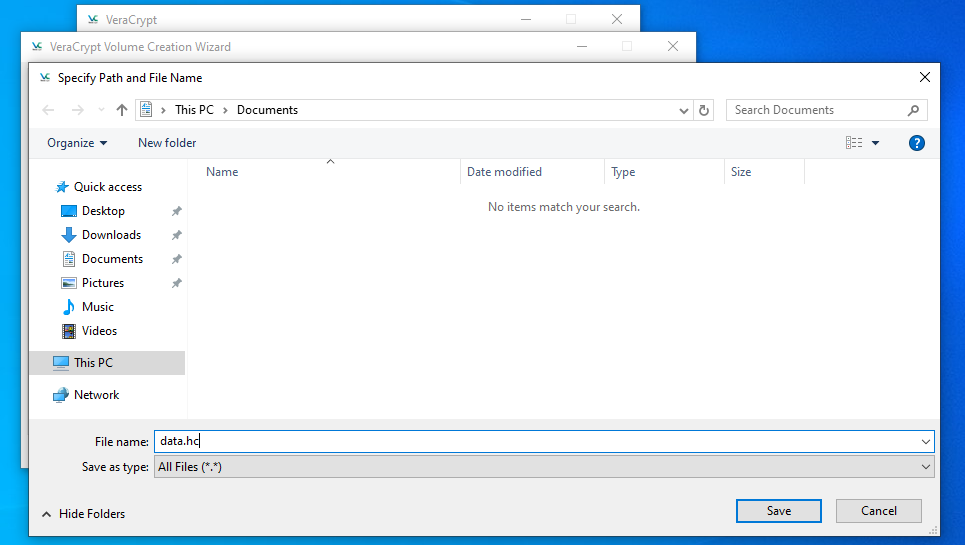 VeraCrypt
VeraCrypt Volume Creation Wizard
Specify Path and File Name
This PC > Documents
Search Documents
Organize
New folder
Name Date modified Type Size
No items match your search.
Quick access
Desktop
Downloads
Documents
Pictures
Music
Videos
This PC
Network
File name: data.hc
Save as type: All Files (*.*)
Hide Folders
Save
Cancel